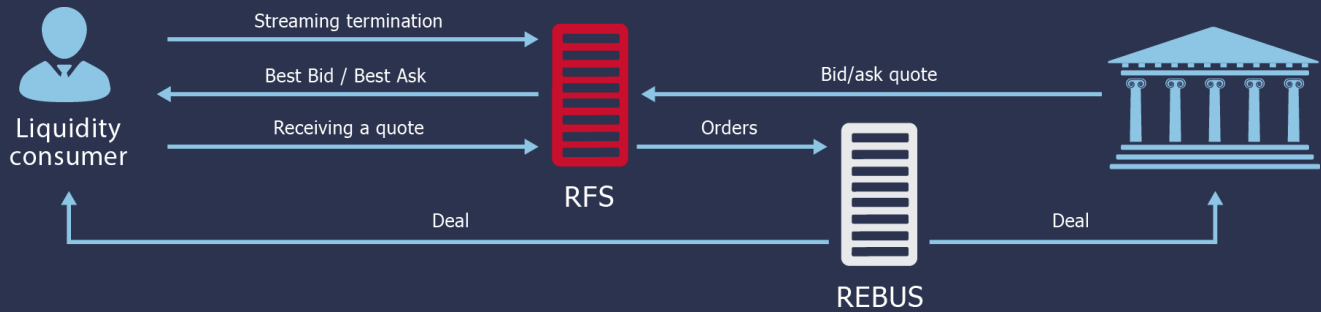 Streaming termination
Best Bid / Best Ask
Bid/ask quote
Liquidity
consumer
Receiving a quote
Orders
RFS
Deal
Deal
REBUS